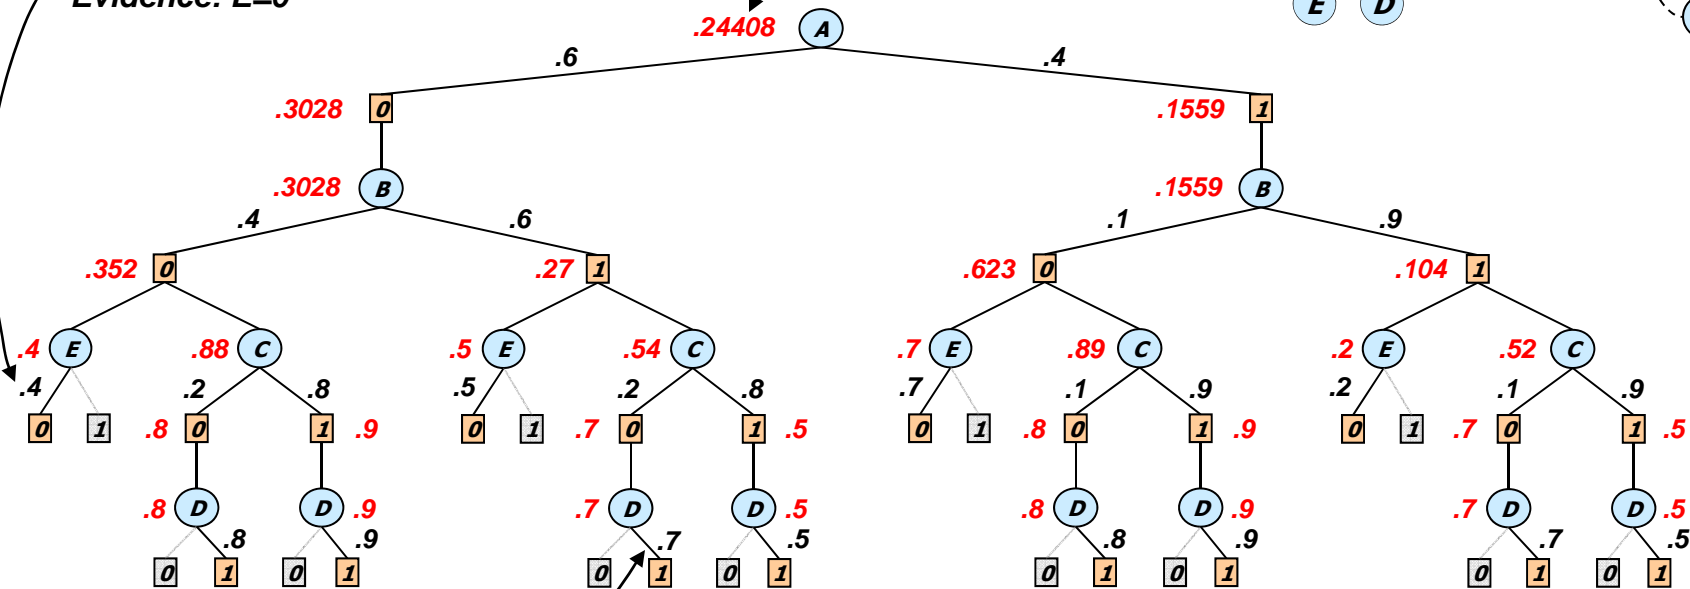 Evidence: E=0
E D
.24408 A
.6 .4
.3028 0 .1559 1
.3028 B .1559 B
.4 .6 .1 .9
.352 0 .27 1 .623 0 .104 1
.4 E .88 C .5 E .54 C .7 E .89 C .2 E .52 C
.4 .2 .8 .5 .2 .8 .7 .1 .9 .2 .1 .9
0 1 .8 0 1 .9 0 1 .7 0 1 .5 0 1 .8 0 1 .9 0 1 .7 0 1 .5
.8 D D .9 .7 D D .5 .8 D D .9 .7 D D .5
.8 .9 .7 .5 .8 .9 .7 .5
0 1 0 1 0 1 0 1 0 1 0 1 0 1 0 1